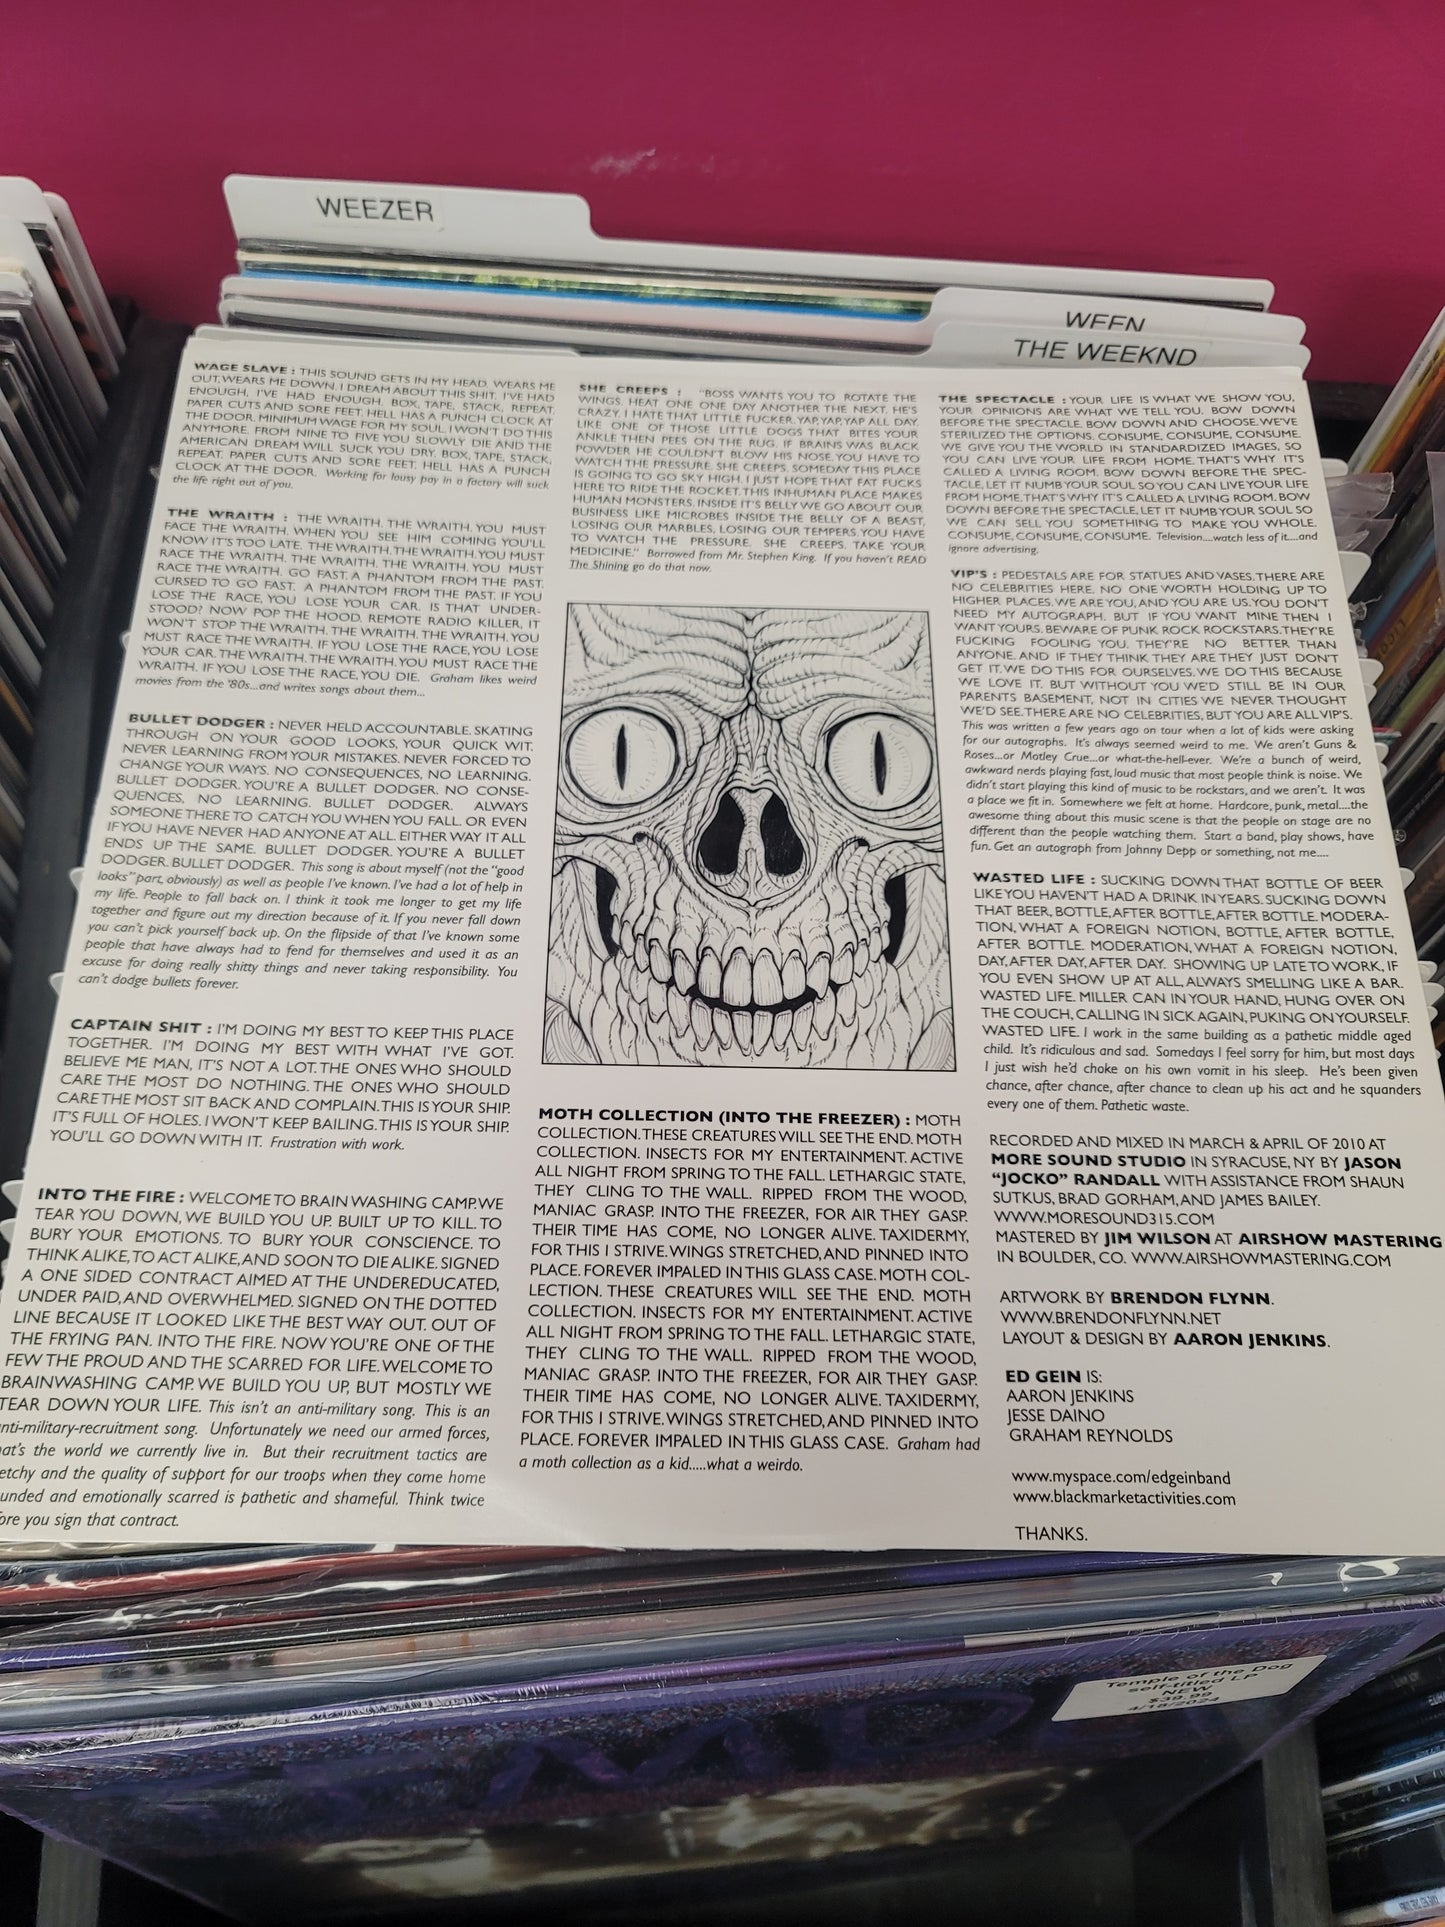 WEEZER
WEEN
THE WEEKND
WAGE SLAVE : THIS SOUND GETS IN MY HEAD. WEARS ME
OUT. WEARS ME DOWN. I DREAM ABOUT THIS SHIT. I'VE HAD
ENOUGH, I'VE HAD ENOUGH. BOX, TAPE, STACK, REPEAT.
PAPER CUTS AND SORE FEET. HELL HAS A PUNCH CLOCK AT
THE DOOR. MINIMUM WAGE FOR MY SOUL. I WON'T DO THIS
ANYMORE. FROM NINE TO FIVE YOU SLOWLY DIE AND THE
AMERICAN DREAM WILL SUCK YOU DRY. BOX, TAPE, STACK,
REPEAT. PAPER CUTS AND SORE FEET. HELL HAS A PUNCH
CLOCK AT THE DOOR. Working for lousy pay in a factory will suck
the life right out of you.
THE WRAITH : THE WRAITH. THE WRAITH. YOU MUST
FACE THE WRAITH. WHEN YOU SEE HIM COMING YOU'LL
KNOW IT'S TOO LATE. THE WRAITH. THE WRAITH. YOU MUST
RACE THE WRAITH. THE WRAITH. THE WRAITH. YOU MUST
RACE THE WRAITH. GO FAST. A PHANTOM FROM THE PAST.
CURSED TO GO FAST. A PHANTOM FROM THE PAST. IF YOU
LOSE THE RACE, YOU LOSE YOUR CAR. IS THAT UNDER-
STOOD? NOW POP THE HOOD. REMOTE RADIO KILLER, IT
WON'T STOP THE WRAITH. THE WRAITH. THE WRAITH. YOU
MUST RACE THE WRAITH. IF YOU LOSE THE RACE, YOU LOSE
YOUR CAR. THE WRAITH. THE WRAITH. YOU MUST RACE THE
WRAITH. IF YOU LOSE THE RACE, YOU DIE. Graham likes weird
movies from the '80s...and writes songs about them...
BULLET DODGER : NEVER HELD ACCOUNTABLE. SKATING
THROUGH ON YOUR GOOD LOOKS, YOUR QUICK WIT.
NEVER LEARNING FROM YOUR MISTAKES. NEVER FORCED TO
CHANGE YOUR WAYS. NO CONSEQUENCES, NO LEARNING.
BULLET DODGER. YOU'RE A BULLET DODGER. NO CONSE-
QUENCES, NO LEARNING. BULLET DODGER. ALWAYS
SOMEONE THERE TO CATCH YOU WHEN YOU FALL. OR EVEN
IF YOU HAVE NEVER HAD ANYONE AT ALL. EITHER WAY IT ALL
ENDS UP THE SAME. BULLET DODGER. YOU'RE A BULLET
DODGER. BULLET DODGER. This song is about myself (not the "good
looks" part, obviously) as well as people I've known. I've had a lot of help in
my life. People to fall back on. I think it took me longer to get my life
together and figure out my direction because of it. If you never fall down
you can't pick yourself back up. On the flipside of that I've known some
people that have always had to fend for themselves and used it as an
excuse for doing really shitty things and never taking responsibility. You
can't dodge bullets forever.
CAPTAIN SHIT : I'M DOING MY BEST TO KEEP THIS PLACE
TOGETHER. I'M DOING MY BEST WITH WHAT I'VE GOT.
BELIEVE ME MAN, IT'S NOT A LOT. THE ONES WHO SHOULD
CARE THE MOST DO NOTHING. THE ONES WHO SHOULD
CARE THE MOST SIT BACK AND COMPLAIN. THIS IS YOUR SHIP.
IT'S FULL OF HOLES. I WON'T KEEP BAILING. THIS IS YOUR SHIP.
YOU'LL GO DOWN WITH IT. Frustration with work.
INTO THE FIRE : WELCOME TO BRAIN WASHING CAMP. WE
TEAR YOU DOWN, WE BUILD YOU UP. BUILT UP TO KILL. TO
BURY YOUR EMOTIONS. TO BURY YOUR CONSCIENCE. TO
THINK ALIKE, TO ACT ALIKE, AND SOON TO DIE ALIKE. SIGNED
A ONE SIDED CONTRACT AIMED AT THE UNDEREDUCATED,
UNDER PAID, AND OVERWHELMED. SIGNED ON THE DOTTED
LINE BECAUSE IT LOOKED LIKE THE BEST WAY OUT. OUT OF
THE FRYING PAN. INTO THE FIRE. NOW YOU'RE ONE OF THE
FEW THE PROUD AND THE SCARRED FOR LIFE. WELCOME TO
BRAINWASHING CAMP. WE BUILD YOU UP, BUT MOSTLY WE
TEAR DOWN YOUR LIFE. This isn't an anti-military song. This is an
nti-military-recruitment song. Unfortunately we need our armed forces,
hat's the world we currently live in. But their recruitment tactics are
etchy and the quality of support for our troops when they come home
unded and emotionally scarred is pathetic and shameful. Think twice
fore you sign that contract.
SHE CREEPS : "BOSS WANTS YOU TO ROTATE THE
WINGS. HEAT ONE ONE DAY ANOTHER THE NEXT. HE'S
CRAZY. I HATE THAT LITTLE FUCKER. YAP, YAP, YAP ALL DAY.
LIKE ONE OF THOSE LITTLE DOGS THAT BITES YOUR
ANKLE THEN PEES ON THE RUG. IF BRAINS WAS BLACK
POWDER HE COULDN'T BLOW HIS NOSE. YOU HAVE TO
WATCH THE PRESSURE. SHE CREEPS. SOMEDAY THIS PLACE
IS GOING TO GO SKY HIGH. I JUST HOPE THAT FAT FUCKS
HERE TO RIDE THE ROCKET. THIS INHUMAN PLACE MAKES
HUMAN MONSTERS. INSIDE IT'S BELLY WE GO ABOUT OUR
BUSINESS LIKE MICROBES INSIDE THE BELLY OF A BEAST,
LOSING OUR MARBLES, LOSING OUR TEMPERS. YOU HAVE
TO WATCH THE PRESSURE. SHE CREEPS. TAKE YOUR
MEDICINE." Borrowed from Mr. Stephen King. If you haven't READ
The Shining go do that now.
MOTH COLLECTION (INTO THE FREEZER) : MOTH
COLLECTION. THESE CREATURES WILL SEE THE END. MOTH
COLLECTION. INSECTS FOR MY ENTERTAINMENT. ACTIVE
ALL NIGHT FROM SPRING TO THE FALL. LETHARGIC STATE,
THEY CLING TO THE WALL. RIPPED FROM THE WOOD,
MANIAC GRASP. INTO THE FREEZER, FOR AIR THEY GASP.
THEIR TIME HAS COME, NO LONGER ALIVE. TAXIDERMY,
FOR THIS I STRIVE. WINGS STRETCHED, AND PINNED INTO
PLACE. FOREVER IMPALED IN THIS GLASS CASE. MOTH COL-
LECTION. THESE CREATURES WILL SEE THE END. MOTH
COLLECTION. INSECTS FOR MY ENTERTAINMENT. ACTIVE
ALL NIGHT FROM SPRING TO THE FALL. LETHARGIC STATE,
THEY CLING TO THE WALL. RIPPED FROM THE WOOD,
MANIAC GRASP. INTO THE FREEZER, FOR AIR THEY GASP.
THEIR TIME HAS COME, NO LONGER ALIVE. TAXIDERMY,
FOR THIS I STRIVE. WINGS STRETCHED, AND PINNED INTO
PLACE. FOREVER IMPALED IN THIS GLASS CASE. Graham had
a moth collection as a kid.....what a weirdo.
THE SPECTACLE : YOUR LIFE IS WHAT WE SHOW YOU,
YOUR OPINIONS ARE WHAT WE TELL YOU. BOW DOWN
BEFORE THE SPECTACLE. BOW DOWN AND CHOOSE. WE'VE
STERILIZED THE OPTIONS. CONSUME, CONSUME, CONSUME.
WE GIVE YOU THE WORLD IN STANDARDIZED IMAGES, SO
YOU CAN LIVE YOUR LIFE FROM HOME. THAT'S WHY IT'S
CALLED A LIVING ROOM. BOW DOWN BEFORE THE SPEC-
TACLE, LET IT NUMB YOUR SOUL SO YOU CAN LIVE YOUR LIFE
FROM HOME. THAT'S WHY IT'S CALLED A LIVING ROOM. BOW
DOWN BEFORE THE SPECTACLE, LET IT NUMB YOUR SOUL SO
WE CAN SELL YOU SOMETHING TO MAKE YOU WHOLE.
CONSUME, CONSUME, CONSUME. Television....watch less of it....and
ignore advertising.
VIP'S : PEDESTALS ARE FOR STATUES AND VASES. THERE ARE
NO CELEBRITIES HERE. NO ONE WORTH HOLDING UP TO
HIGHER PLACES. WE ARE YOU, AND YOU ARE US. YOU DON'T
NEED MY AUTOGRAPH. BUT IF YOU WANT MINE THEN I
WANT YOURS. BEWARE OF PUNK ROCK ROCKSTARS. THEY'RE
FUCKING FOOLING YOU. THEY'RE NO BETTER THAN
ANYONE. AND IF THEY THINK THEY ARE THEY JUST DON'T
GET IT. WE DO THIS FOR OURSELVES. WE DO THIS BECAUSE
WE LOVE IT. BUT WITHOUT YOU WE'D STILL BE IN OUR
PARENTS BASEMENT, NOT IN CITIES WE NEVER THOUGHT
WE'D SEE. THERE ARE NO CELEBRITIES, BUT YOU ARE ALL VIP'S.
This was written a few years ago on tour when a lot of kids were asking
for our autographs. It's always seemed weird to me. We aren't Guns &
Roses...or Motley Crue...or what-the-hell-ever. We're a bunch of weird,
awkward nerds playing fast, loud music that most people think is noise. We
didn't start playing this kind of music to be rockstars, and we aren't. It was
a place we fit in. Somewhere we felt at home. Hardcore, punk, metal....the
awesome thing about this music scene is that the people on stage are no
different than the people watching them. Start a band, play shows, have
fun. Get an autograph from Johnny Depp or something, not me....
WASTED LIFE : SUCKING DOWN THAT BOTTLE OF BEER
LIKE YOU HAVEN'T HAD A DRINK IN YEARS. SUCKING DOWN
THAT BEER, BOTTLE, AFTER BOTTLE, AFTER BOTTLE. MODERA-
TION, WHAT A FOREIGN NOTION, BOTTLE, AFTER BOTTLE,
AFTER BOTTLE. MODERATION, WHAT A FOREIGN NOTION,
DAY, AFTER DAY, AFTER DAY. SHOWING UP LATE TO WORK, IF
YOU EVEN SHOW UP AT ALL, ALWAYS SMELLING LIKE A BAR.
WASTED LIFE. MILLER CAN IN YOUR HAND, HUNG OVER ON
THE COUCH, CALLING IN SICK AGAIN, PUKING ON YOURSELF.
WASTED LIFE. I work in the same building as a pathetic middle aged
child. It's ridiculous and sad. Somedays I feel sorry for him, but most days
I just wish he'd choke on his own vomit in his sleep. He's been given
chance, after chance, after chance to clean up his act and he squanders
every one of them. Pathetic waste.
RECORDED AND MIXED IN MARCH & APRIL OF 2010 AT
MORE SOUND STUDIO IN SYRACUSE, NY BY JASON
"JOCKO" RANDALL WITH ASSISTANCE FROM SHAUN
SUTKUS, BRAD GORHAM, AND JAMES BAILEY.
WWW.MORESOUND315.COM
MASTERED BY JIM WILSON AT AIRSHOW MASTERING
IN BOULDER, CO. WWW.AIRSHOWMASTERING.COM
ARTWORK BY BRENDON FLYNN.
WWW.BRENDONFLYNN.NET
LAYOUT & DESIGN BY AARON JENKINS.
ED GEIN IS:
AARON JENKINS
JESSE DAINO
GRAHAM REYNOLDS
www.myspace.com/edgeinband
www.blackmarketactivities.com
THANKS.
Temple of the Dog
self-titled LP
NEW
$39.98